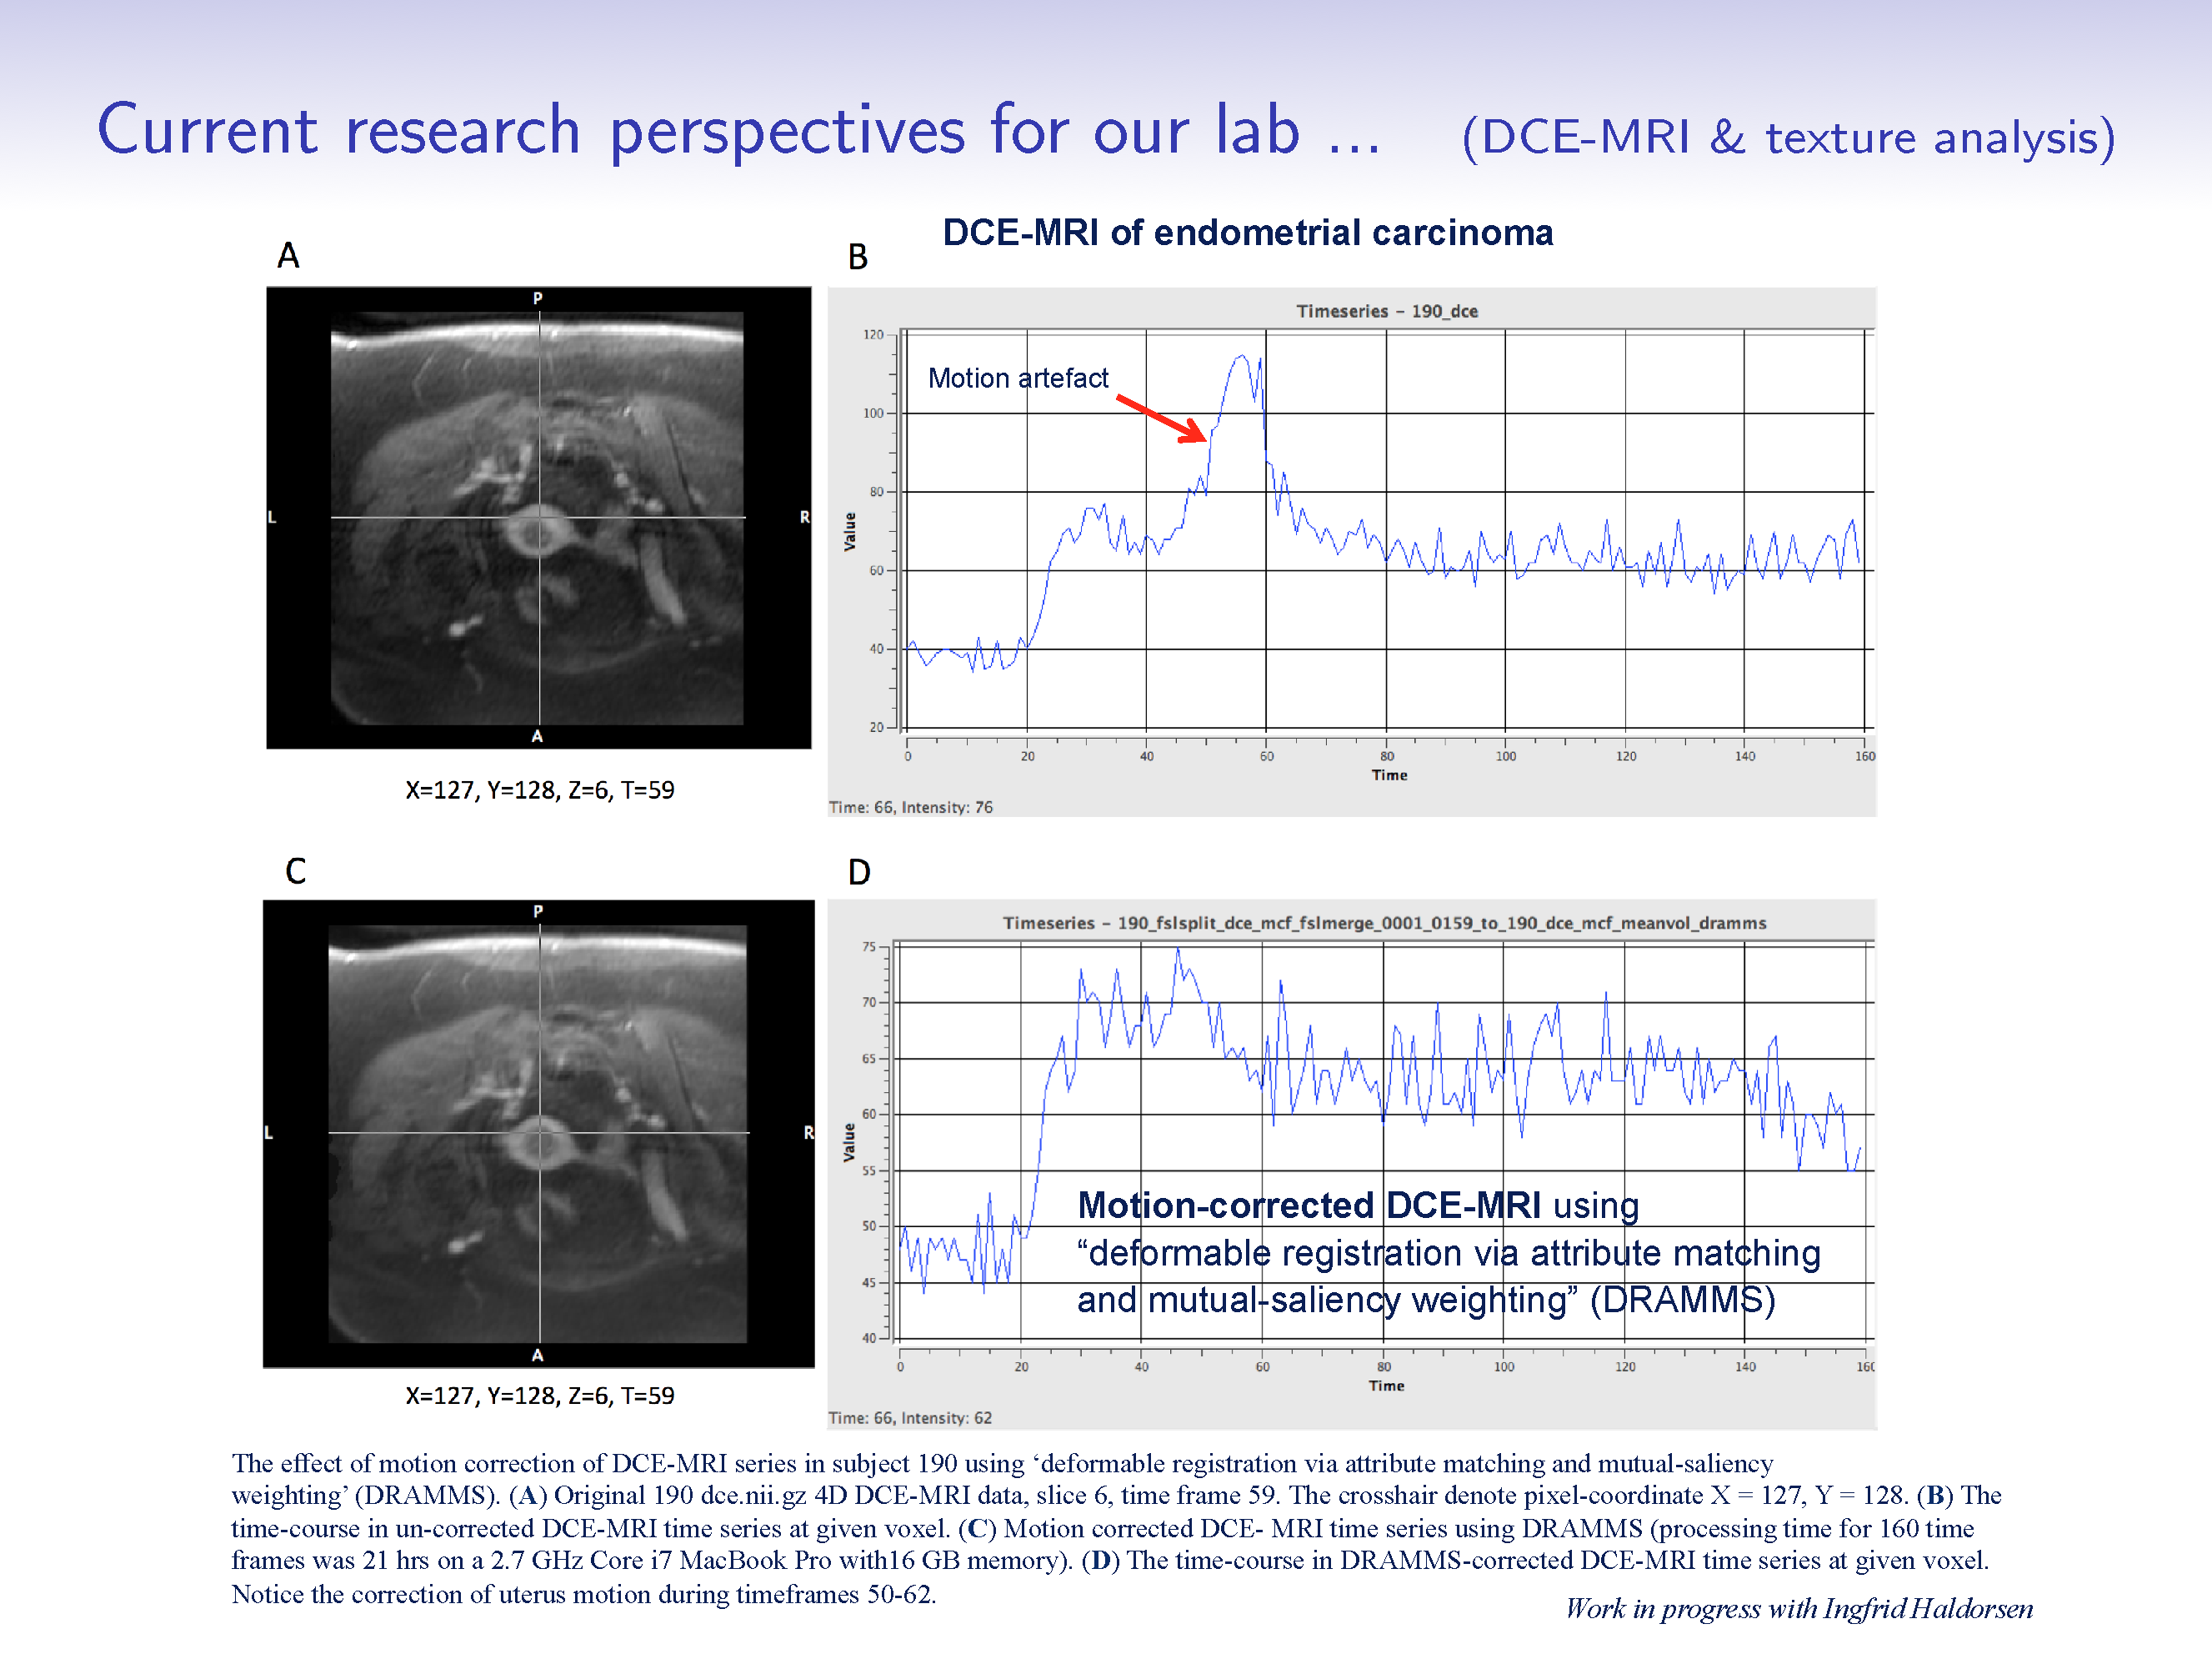 Current research perspectives for our lab ... (DCE-MRI & texture analysis)
DCE-MRI of endometrial carcinoma
A
B
P
L
R
A
X=127, Y=128, Z=6, T=59
Timeseries – 190_dce
Motion artefact
120
100
80
60
40
20
Value
0 20 40 60 80 100 120 140 160
Time
Time: 66, Intensity: 76
C
D
P
L
R
A
X=127, Y=128, Z=6, T=59
Timeseries – 190_fslsplit_dce_mcf_fslmerge_0001_0159_to_190_dce_mcf_meanvol_dramms
75
70
65
60
55
50
45
40
Value
Motion-corrected DCE-MRI using
“deformable registration via attribute matching
and mutual-saliency weighting” (DRAMMS)
0 20 40 60 80 100 120 140 160
Time
Time: 66, Intensity: 62
The effect of motion correction of DCE-MRI series in subject 190 using ‘deformable registration via attribute matching and mutual-saliency
weighting’ (DRAMMS). (A) Original 190 dce.nii.gz 4D DCE-MRI data, slice 6, time frame 59. The crosshair denote pixel-coordinate X = 127, Y = 128. (B) The
time-course in un-corrected DCE-MRI time series at given voxel. (C) Motion corrected DCE- MRI time series using DRAMMS (processing time for 160 time
frames was 21 hrs on a 2.7 GHz Core i7 MacBook Pro with16 GB memory). (D) The time-course in DRAMMS-corrected DCE-MRI time series at given voxel.
Notice the correction of uterus motion during timeframes 50-62.
Work in progress with Ingfrid Haldorsen